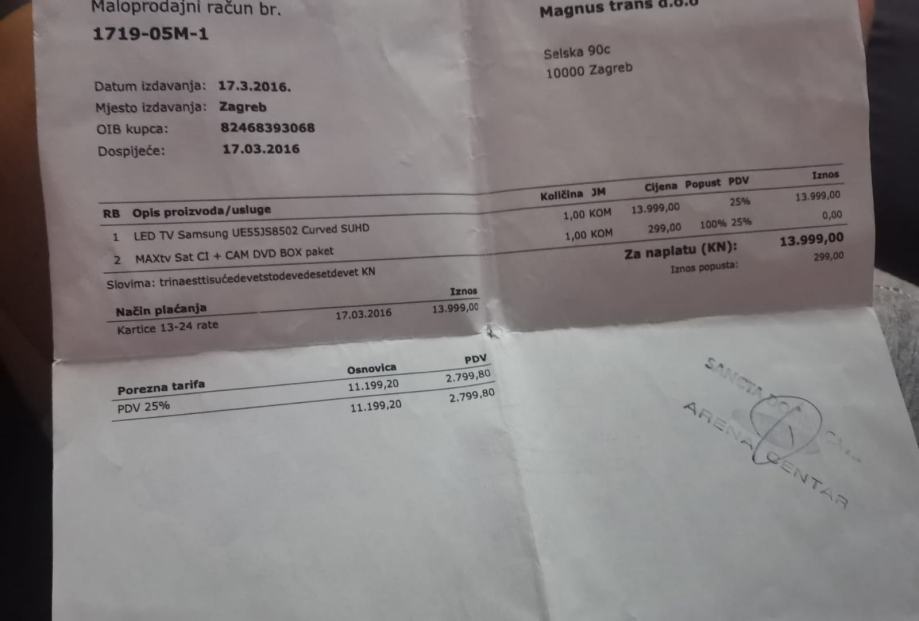 Maloprodajni račun br.
1719-05M-1
Magnus trans d.o.o
Selska 90c
10000 Zagreb
Datum izdavanja: 17.3.2016.
Mjesto izdavanja: Zagreb
OIB kupca: 82468393068
Dospijeće: 17.03.2016
RB Opis proizvoda/usluge Količina JM Cijena Popust PDV Iznos
1 LED TV Samsung UE55JS8502 Curved SUHD 1,00 KOM 13.999,00 25% 13.999,00
2 MAXtv Sat CI + CAM DVD BOX paket 1,00 KOM 299,00 100% 25% 0,00
Za naplatu (KN): 13.999,00
Iznos popusta: 299,00
Slovima: trinaesttisućedevetstodevedesetdevet KN
Način plaćanja Iznos
Kartice 13-24 rate 17.03.2016 13.999,00
Porezna tarifa Osnovica PDV
PDV 25% 11.199,20 2.799,80
11.199,20 2.799,80
SANCTA
ARENA CENTAR